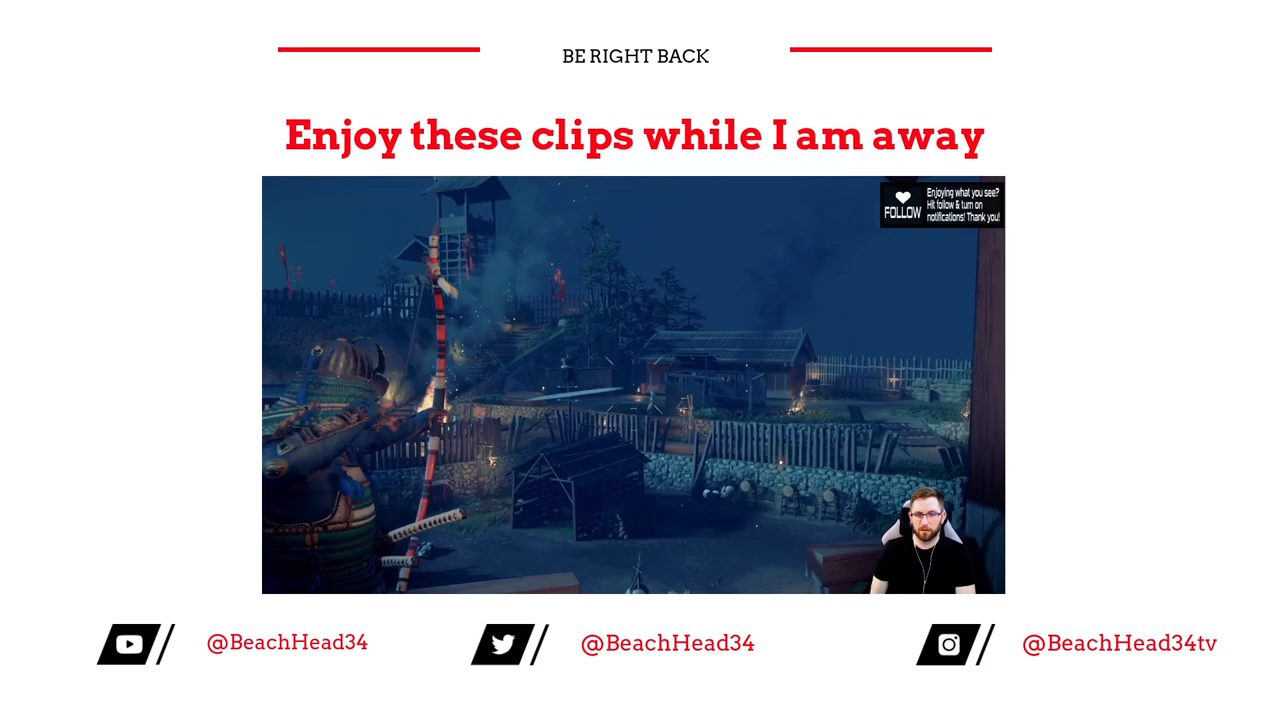 BE RIGHT BACK
Enjoy these clips while I am away
Enjoying what you see?
Hit follow & turn on
notifications! Thank you!
FOLLOW
@BeachHead34
@BeachHead34
@BeachHead34tv